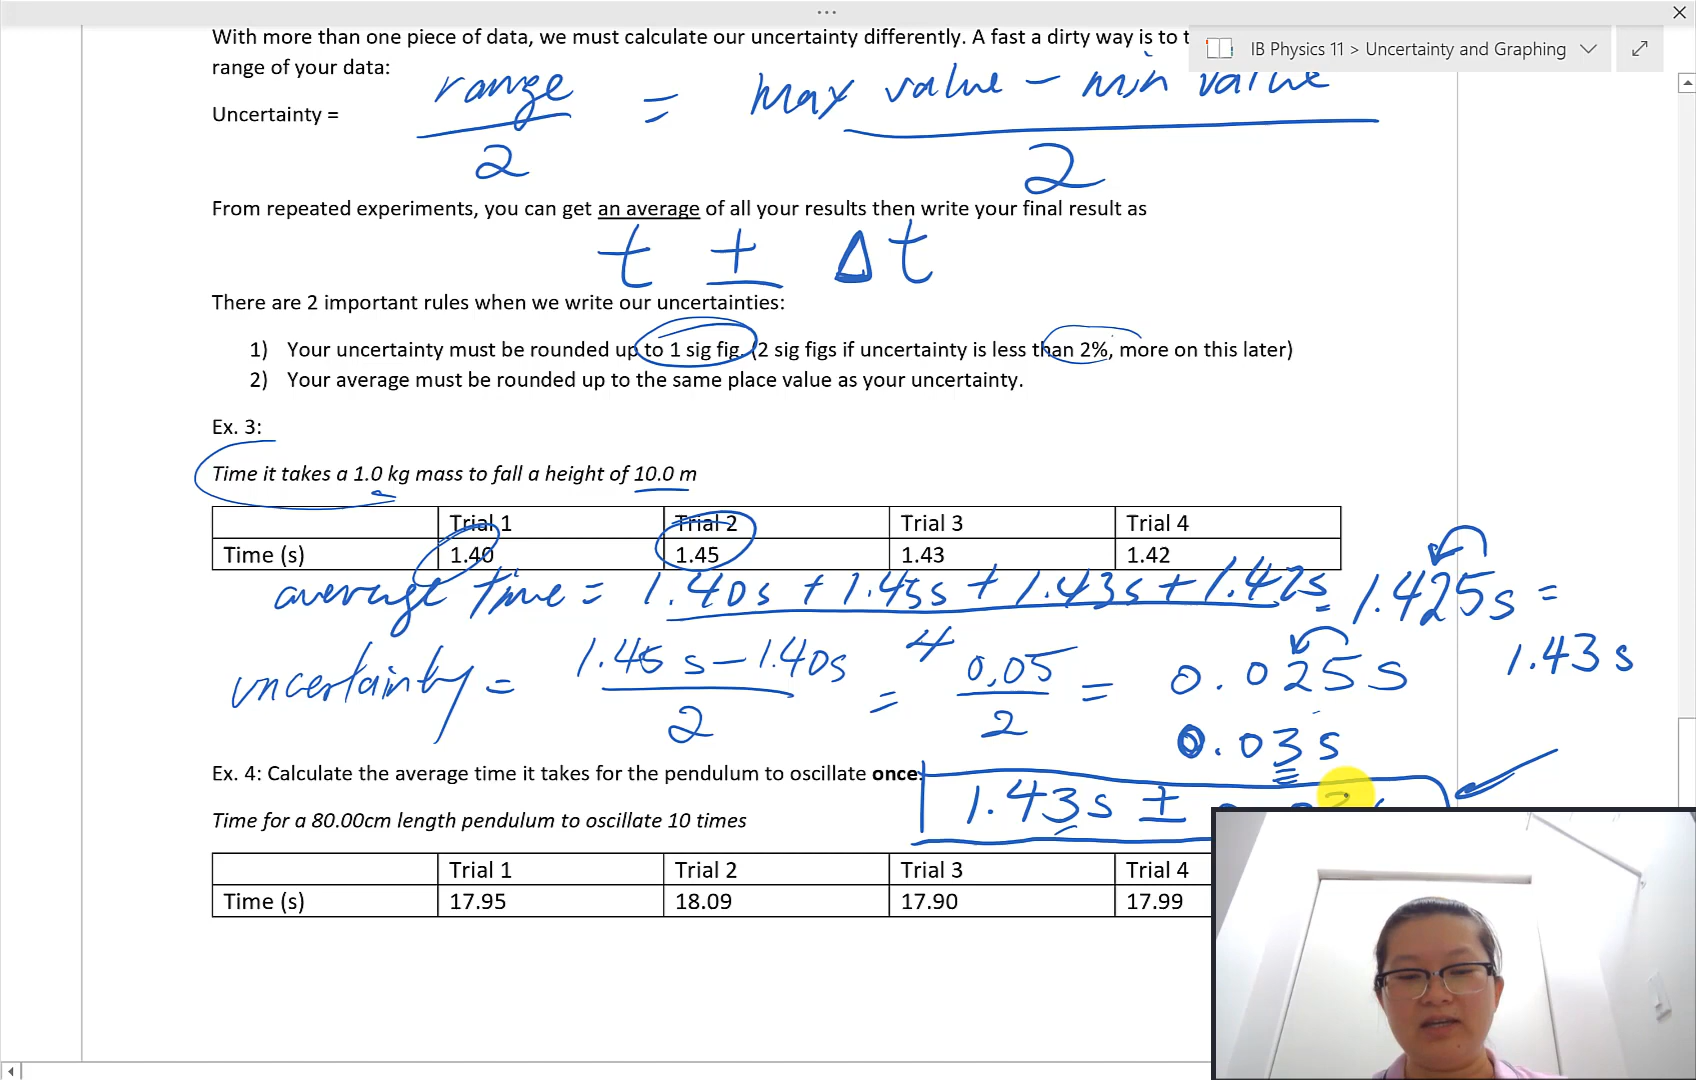 With more than one piece of data, we must calculate our uncertainty differently. A fast a dirty way is to t
IB Physics 11 > Uncertainty and Graphing
range of your data:
Uncertainty = range / 2 = max value - min value / 2
From repeated experiments, you can get an average of all your results then write your final result as
t ± Δt
There are 2 important rules when we write our uncertainties:
1) Your uncertainty must be rounded up to 1 sig fig. (2 sig figs if uncertainty is less than 2%, more on this later)
2) Your average must be rounded up to the same place value as your uncertainty.
Ex. 3:
Time it takes a 1.0 kg mass to fall a height of 10.0 m
Trial 1 Trial 2 Trial 3 Trial 4
Time (s) 1.40 1.45 1.43 1.42
average time = 1.40s + 1.45s + 1.43s + 1.42s / 4 = 1.425s =
1.43s
uncertainty = 1.45s - 1.40s / 2 = 0.05 / 2 = 0.025s
0.03s
Ex. 4: Calculate the average time it takes for the pendulum to oscillate once:
1.43s ±
Time for a 80.00cm length pendulum to oscillate 10 times
Trial 1 Trial 2 Trial 3 Trial 4
Time (s) 17.95 18.09 17.90 17.99